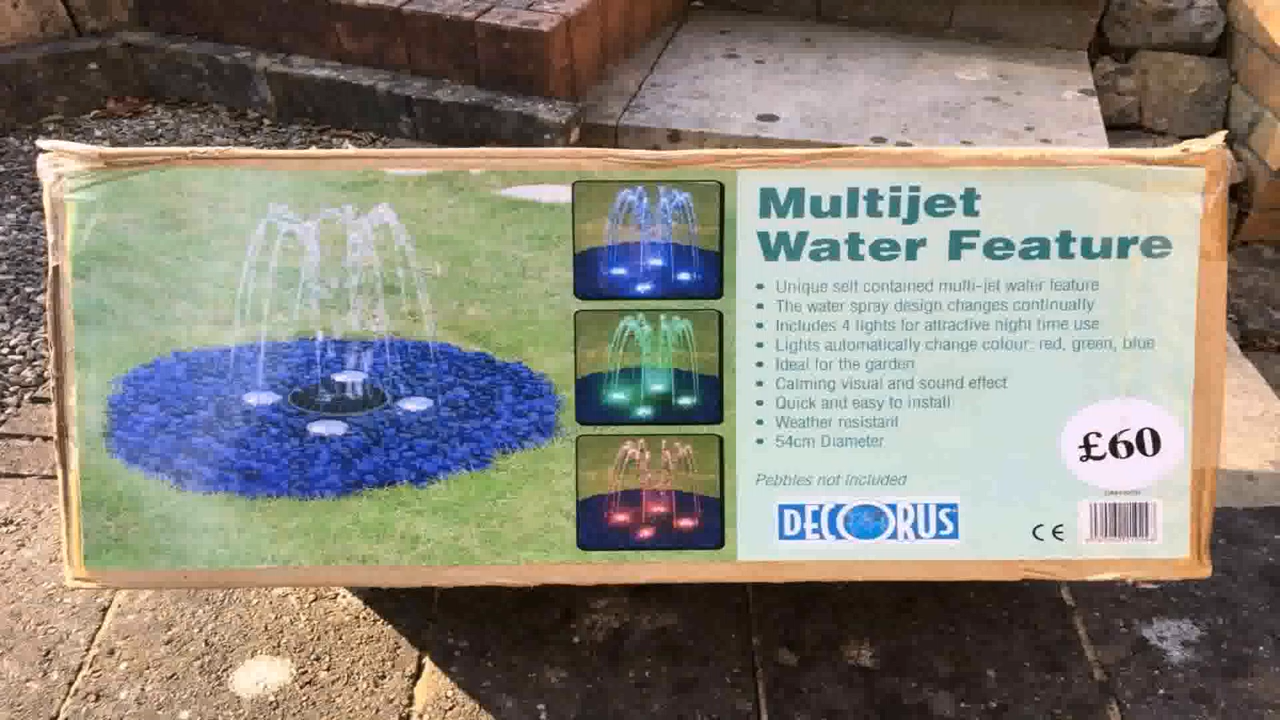 Multijet
Water Feature
• Unique self contained multi-jet water feature
• The water spray design changes continually
• Includes 4 lights for attractive night time use
• Lights automatically change colour: red, green, blue
• Ideal for the garden
• Calming visual and sound effect
• Quick and easy to install
• Weather resistant
• 54cm Diameter
£60
Pebbles not included
DECORUS
CE